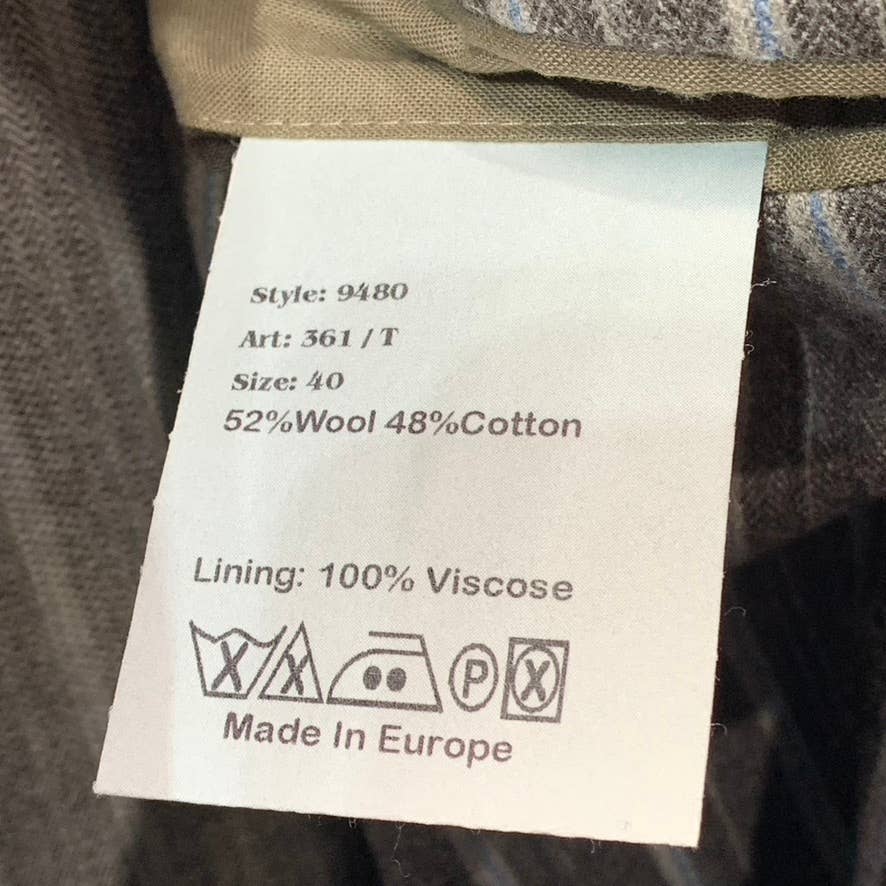 Style: 9480
Art: 361 / T
Size: 40
52%Wool 48%Cotton
Lining: 100% Viscose
P
Made In Europe